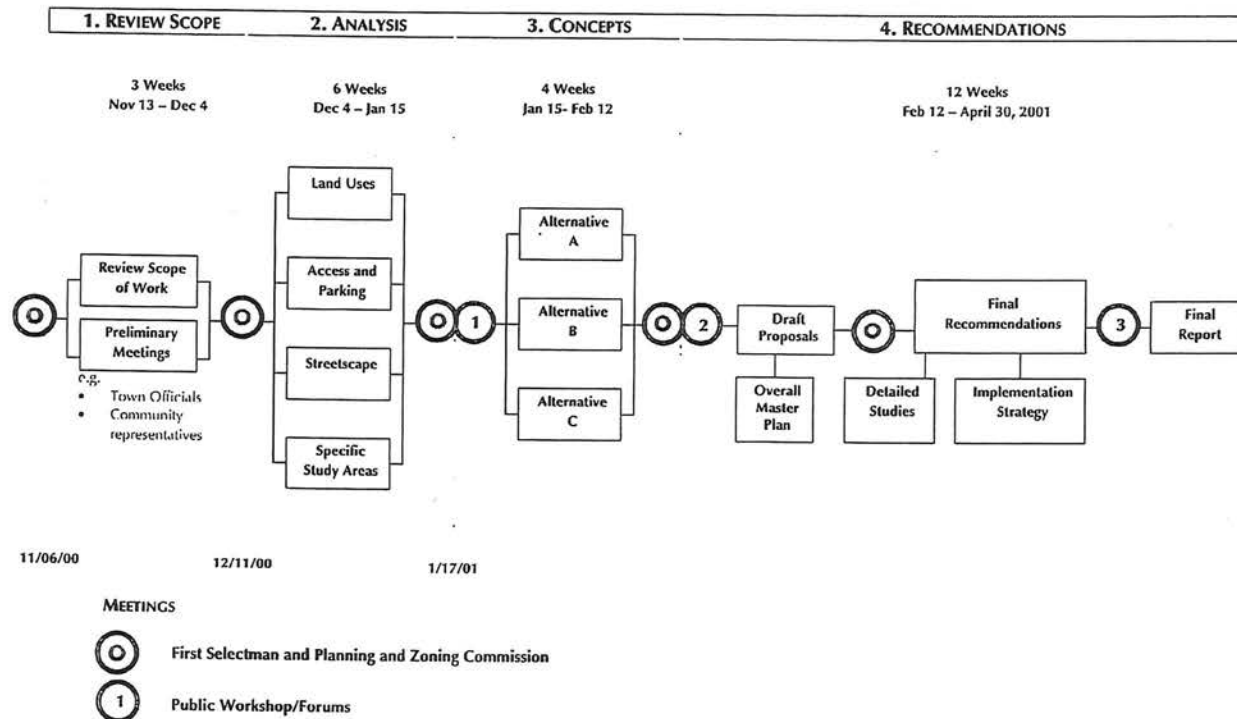 1. REVIEW SCOPE
2. ANALYSIS
3. CONCEPTS
4. RECOMMENDATIONS
3 Weeks
Nov 13 – Dec 4
6 Weeks
Dec 4 – Jan 15
4 Weeks
Jan 15- Feb 12
12 Weeks
Feb 12 – April 30, 2001
Review Scope
of Work
Preliminary
Meetings
e.g.
• Town Officials
• Community
representatives
Land Uses
Access and
Parking
Streetscape
Specific
Study Areas
1
Alternative
A
Alternative
B
Alternative
C
2
Draft
Proposals
Overall
Master
Plan
Final
Recommendations
Detailed
Studies
Implementation
Strategy
3
Final
Report
11/06/00
12/11/00
1/17/01
MEETINGS
First Selectman and Planning and Zoning Commission
1 Public Workshop/Forums